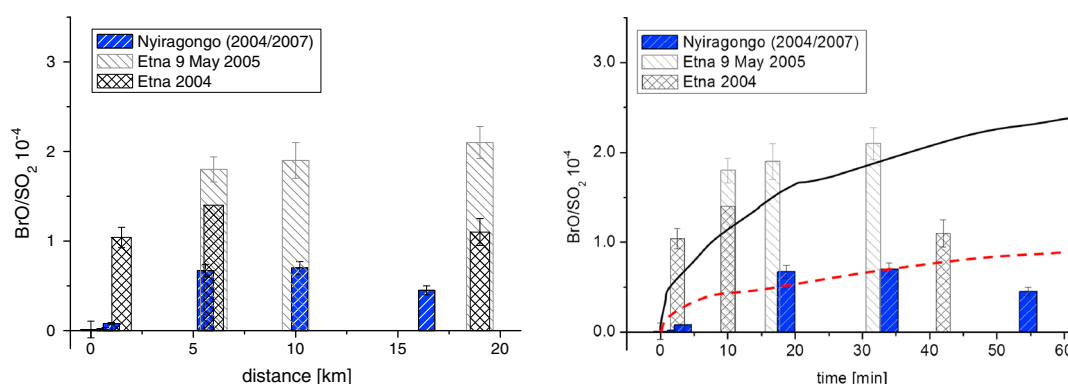 Nyiragongo (2004/2007)
Etna 9 May 2005
Etna 2004
BrO/SO2 10-4
3
2
1
0
0
5
10
15
20
distance [km]
Nyiragongo (2004/2007)
Etna 9 May 2005
Etna 2004
BrO/SO2 10-4
3.0
2.0
1.0
0.0
0
10
20
30
40
50
60
time [min]